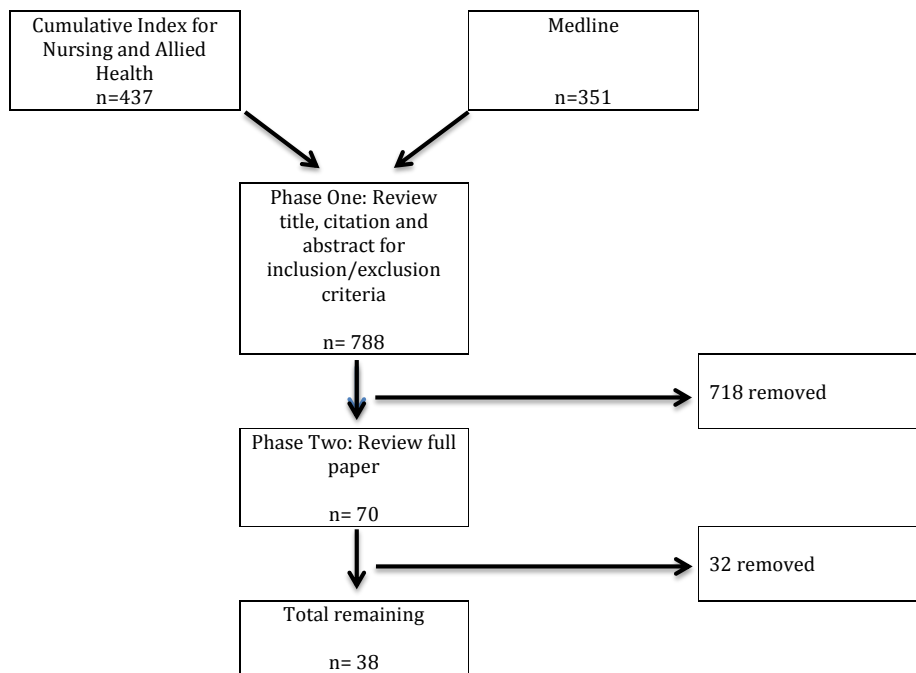 Cumulative Index for
Nursing and Allied
Health
n=437
Medline
n=351
Phase One: Review
title, citation and
abstract for
inclusion/exclusion
criteria
n= 788
718 removed
Phase Two: Review full
paper
n= 70
32 removed
Total remaining
n= 38